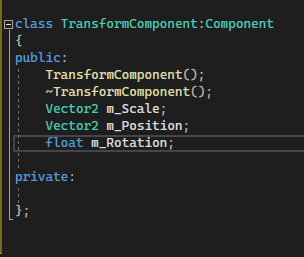 class TransformComponent:Component
{
public:
TransformComponent();
~TransformComponent();
Vector2 m_Scale;
Vector2 m_Position;
float m_Rotation;
private:
};